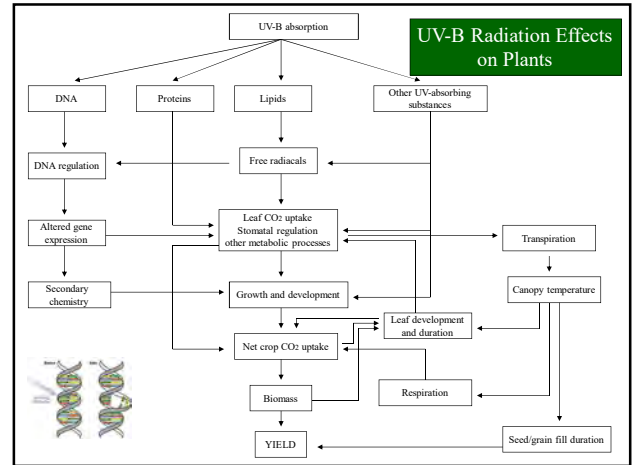 UV-B absorption
UV-B Radiation Effects
on Plants
DNA
Proteins
Lipids
Other UV-absorbing
substances
DNA regulation
Free radiacals
Altered gene
expression
Leaf CO2 uptake
Stomatal regulation
other metabolic processes
Transpiration
Secondary
chemistry
Growth and development
Canopy temperature
Leaf development
and duration
Net crop CO2 uptake
Biomass
Respiration
YIELD
Seed/grain fill duration